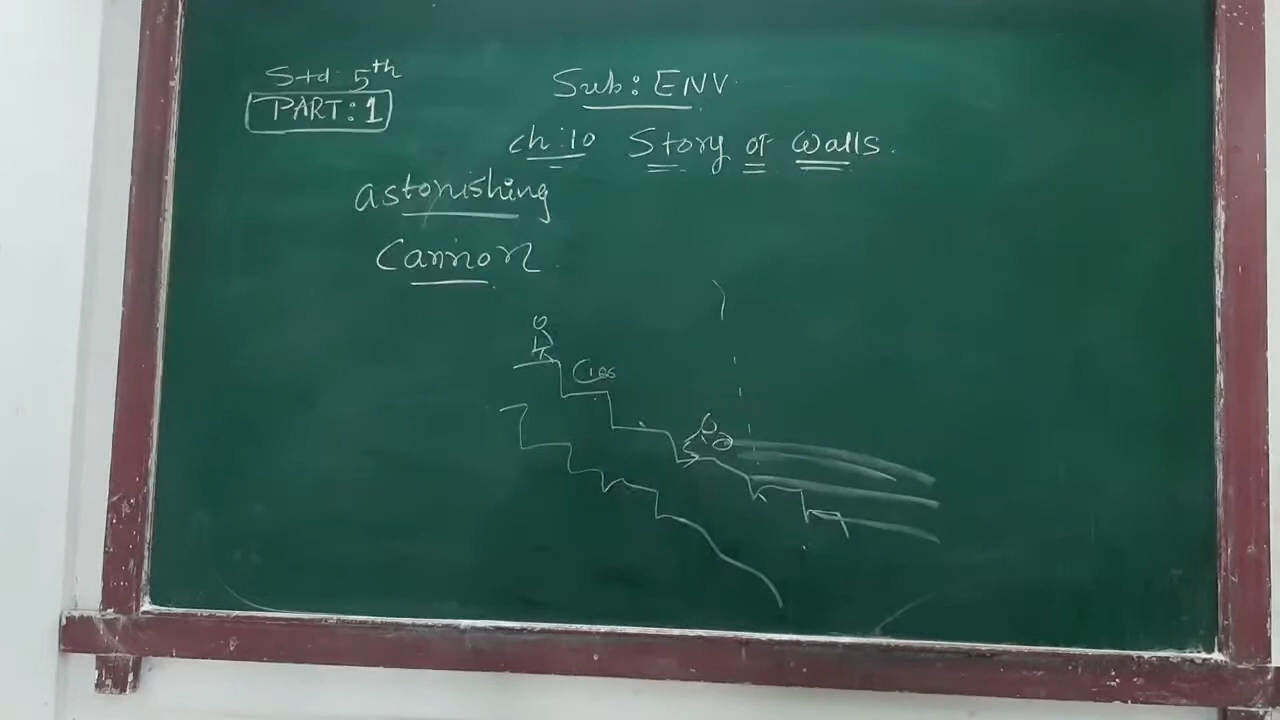 Std: 5th
PART: 1
Sub: ENV
ch:10 Story of Walls.
astonishing
Cannon